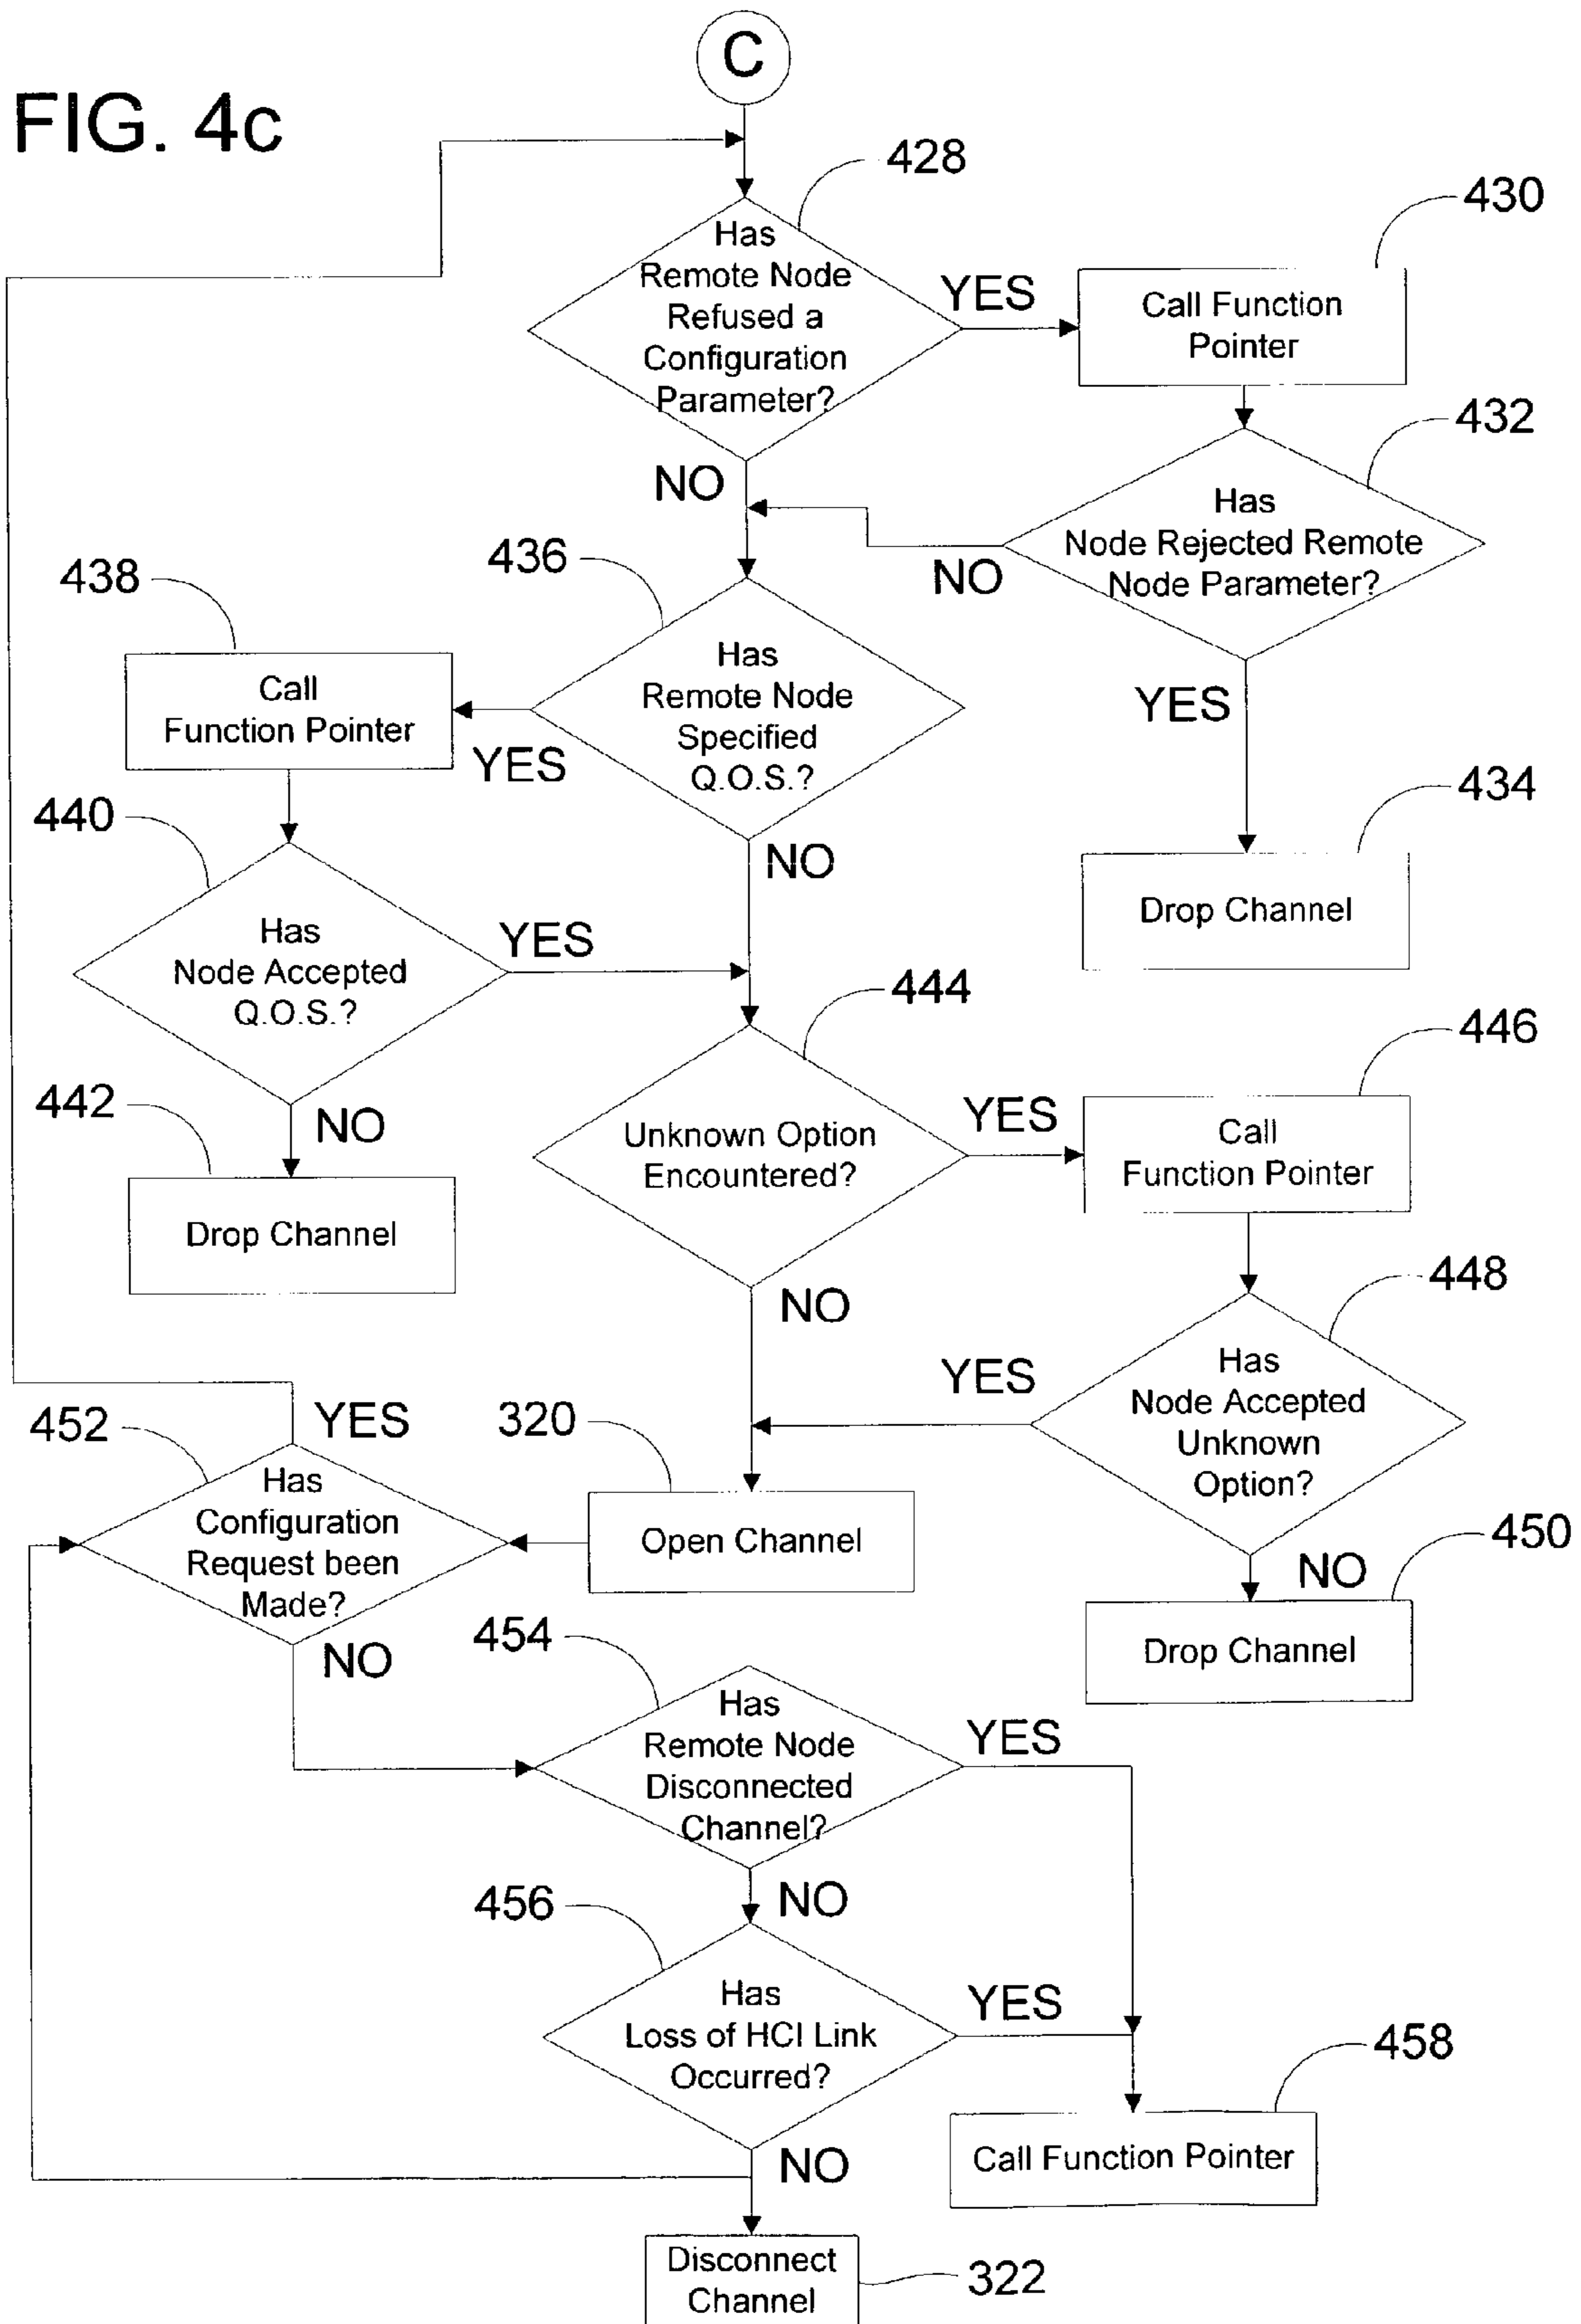 C
FIG. 4c
428
Has
Remote Node
Refused a
Configuration
Parameter?
YES
430
Call Function
Pointer
432
Has
Node Rejected Remote
Node Parameter?
NO
NO
YES
434
Drop Channel
436
Has
Remote Node
Specified
Q.O.S.?
YES
NO
438
Call
Function Pointer
440
Has
Node Accepted
Q.O.S.?
YES
NO
442
Drop Channel
444
Unknown Option
Encountered?
YES
NO
446
Call
Function Pointer
448
Has
Node Accepted
Unknown
Option?
YES
NO
450
Drop Channel
320
Open Channel
452
YES
Has
Configuration
Request been
Made?
NO
454
Has
Remote Node
Disconnected
Channel?
YES
NO
456
Has
Loss of HCI Link
Occurred?
YES
NO
458
Call Function Pointer
Disconnect
Channel
322